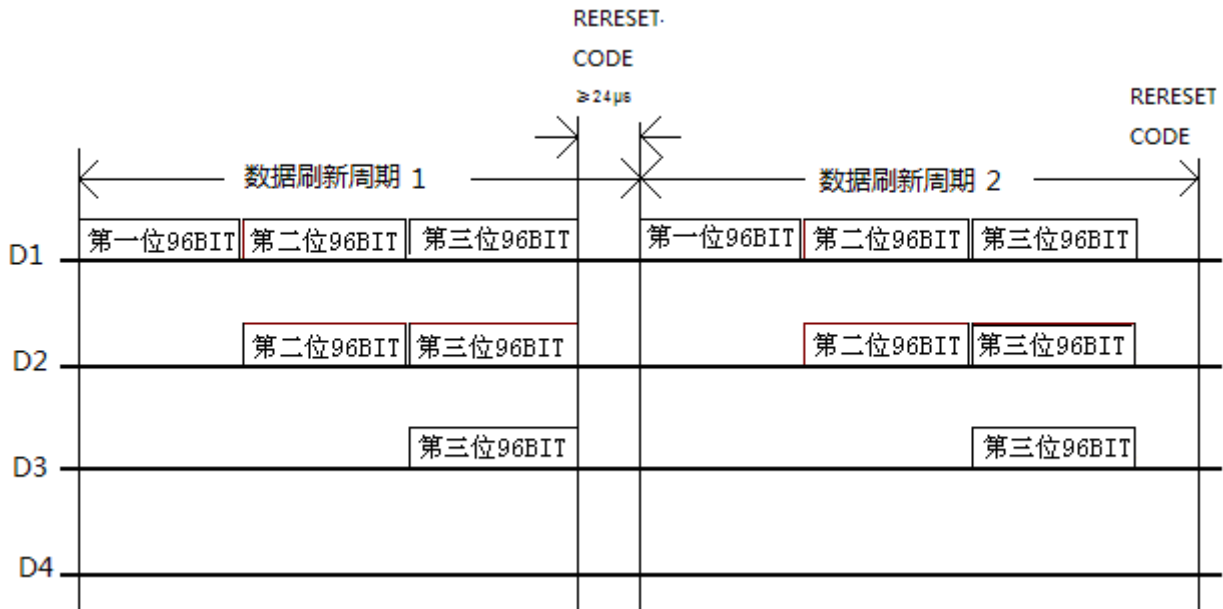 RERESET.
CODE
≥24μs
RERESET
CODE
数据刷新周期 1
数据刷新周期 2
D1
第一位96BIT
第二位96BIT
第三位96BIT
第一位96BIT
第二位96BIT
第三位96BIT
D2
第二位96BIT
第三位96BIT
第二位96BIT
第三位96BIT
D3
第三位96BIT
第三位96BIT
D4